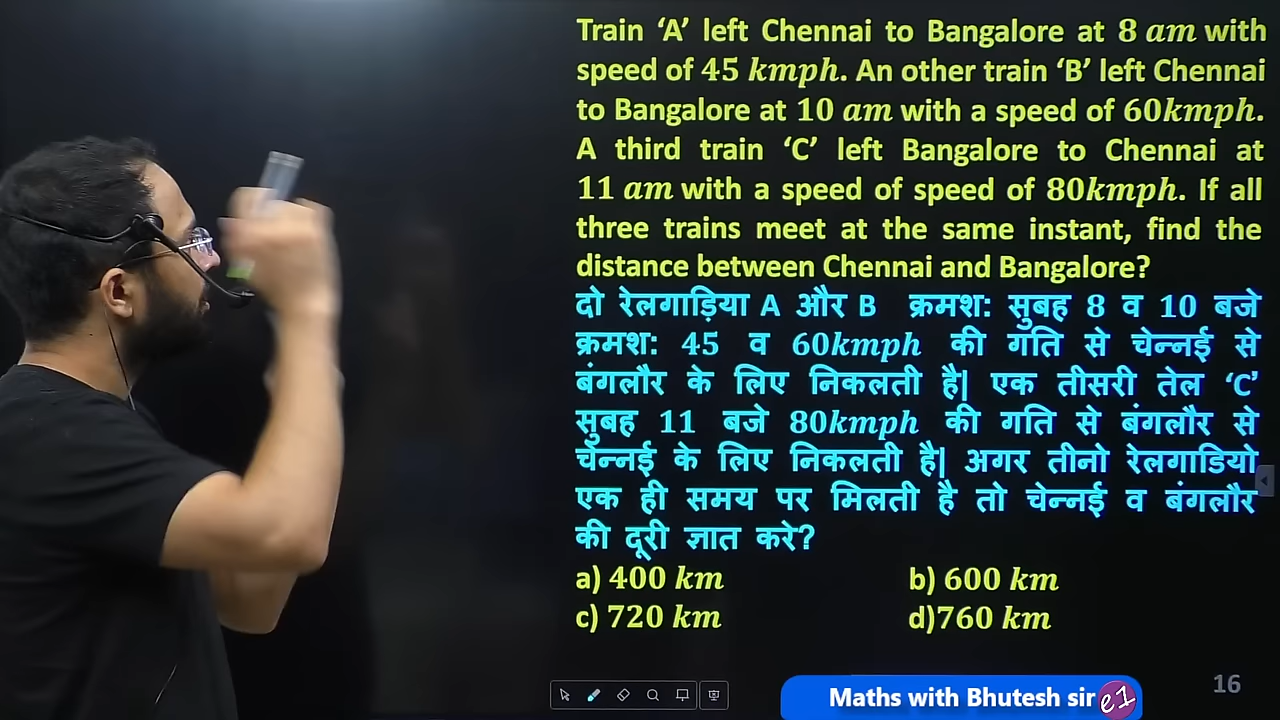 Train ‘A’ left Chennai to Bangalore at 8 am with
speed of 45 kmph. An other train ‘B’ left Chennai
to Bangalore at 10 am with a speed of 60kmph.
A third train ‘C’ left Bangalore to Chennai at
11 am with a speed of speed of 80kmph. If all
three trains meet at the same instant, find the
distance between Chennai and Bangalore?
दो रेलगाड़िया A और B क्रमश: सुबह 8 व 10 बजे
क्रमश: 45 व 60kmph की गति से चेन्नई से
बंगलौर के लिए निकलती है| एक तीसरी तेल ‘C’
सुबह 11 बजे 80kmph की गति से बंगलौर से
चेन्नई के लिए निकलती है| अगर तीनो रेलगाडियो
एक ही समय पर मिलती है तो चेन्नई व बंगलौर
की दूरी ज्ञात करे?
a) 400 km b) 600 km
c) 720 km d)760 km
Maths with Bhutesh sir e1
16